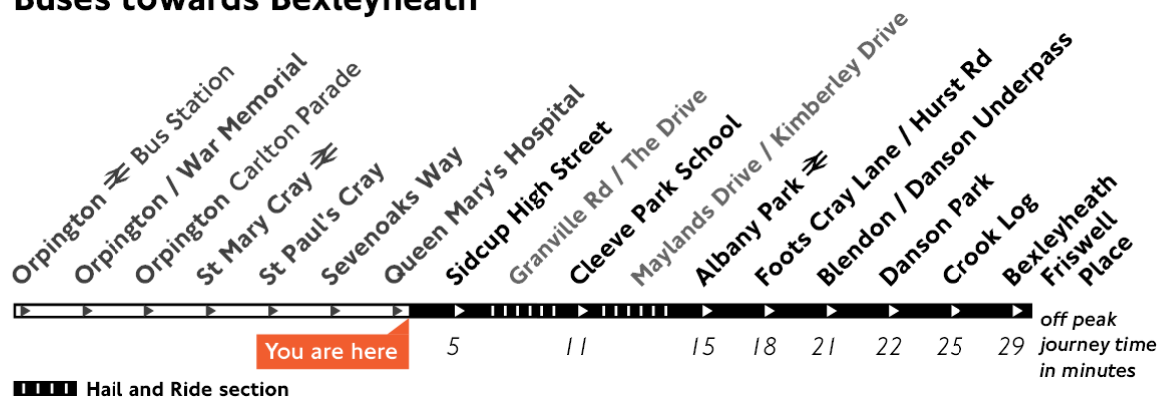 Buses towards Bexleyheath
Orpington Bus Station
Orpington / War Memorial
Orpington Carlton Parade
St Mary Cray
St Paul's Cray
Sevenoaks Way
Queen Mary's Hospital
Sidcup High Street
Granville Rd / The Drive
Cleeve Park School
Maylands Drive / Kimberley Drive
Albany Park
Foots Cray Lane / Hurst Rd
Blendon / Danson Underpass
Danson Park
Crook Log
Bexleyheath
Friswell
Place
You are here
5
11
15
18
21
22
25
29
off peak
journey time
in minutes
Hail and Ride section